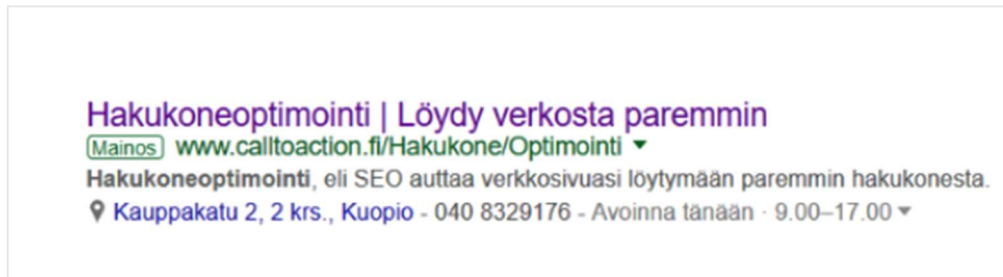 Hakukoneoptimointi | Löydy verkosta paremmin
Mainos www.calltoaction.fi/Hakukone/Optimointi
Hakukoneoptimointi, eli SEO auttaa verkkosivuasi löytymään paremmin hakukonesta.
Kauppakatu 2, 2 krs., Kuopio - 040 8329176 - Avoinna tänään · 9.00–17.00